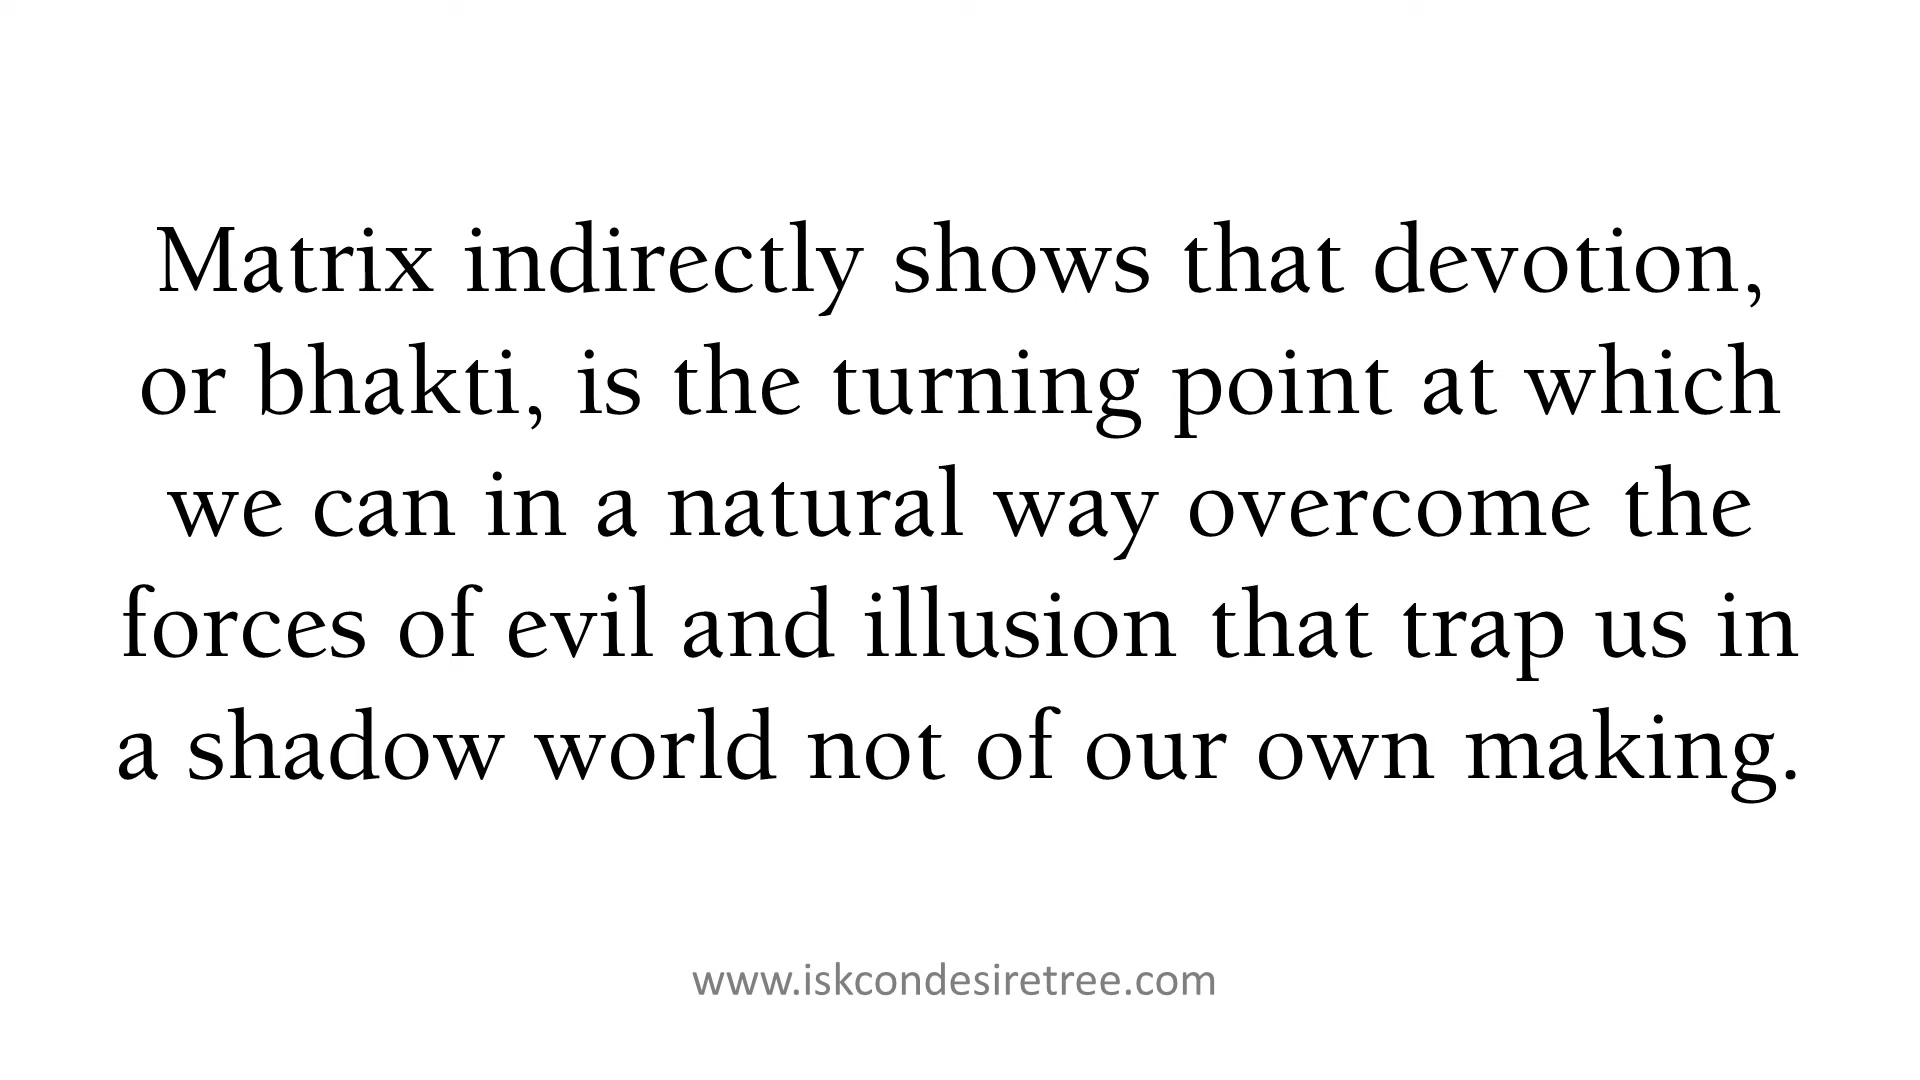 Matrix indirectly shows that devotion,
or bhakti, is the turning point at which
we can in a natural way overcome the
forces of evil and illusion that trap us in
a shadow world not of our own making.
www.iskcondesiretree.com